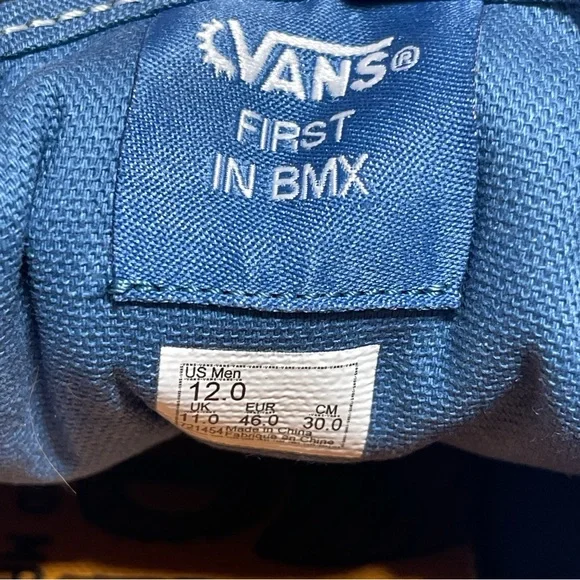 VANS®
FIRST
IN BMX
US Men
12.0
UK EUR CM
11.0 46.0 30.0
721454 Made in China
Fabriqué en Chine